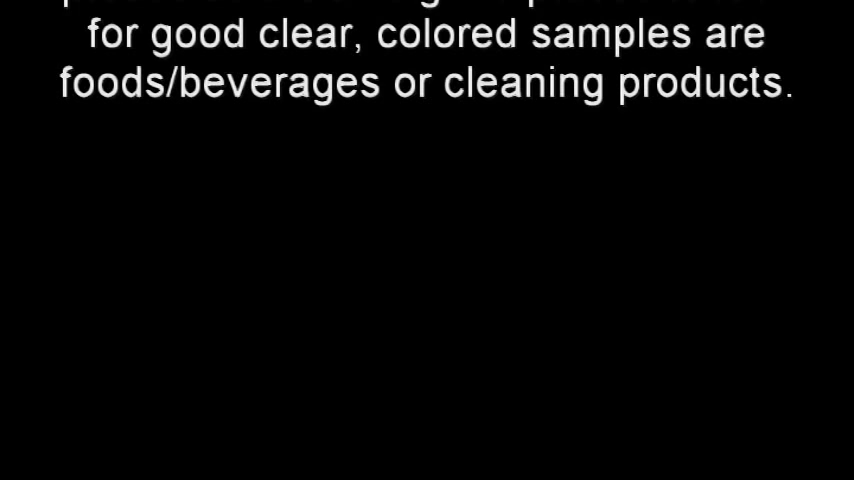 for good clear, colored samples are
foods/beverages or cleaning products.